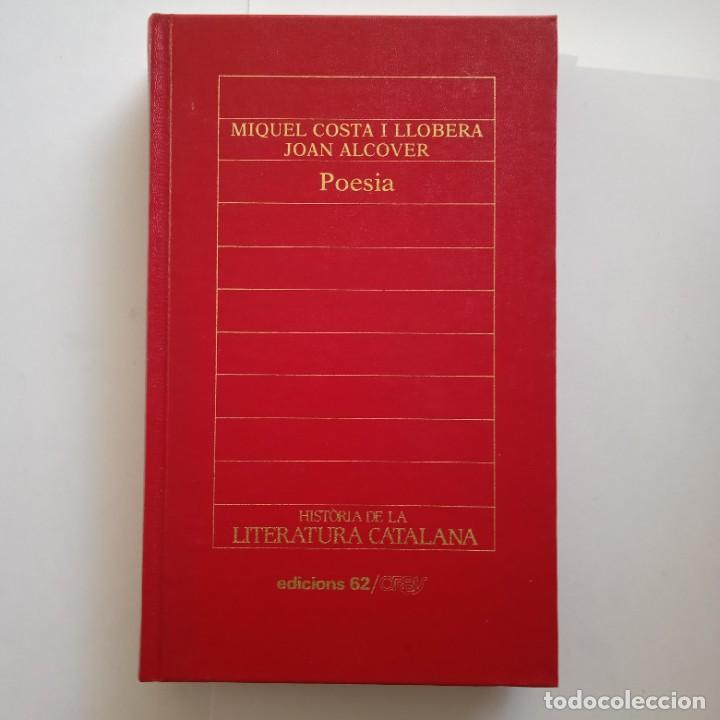 MIQUEL COSTA I LLOBERA
JOAN ALCOVER
Poesia
HISTÒRIA DE LA
LITERATURA CATALANA
edicions 62/Orbis
todocoleccion